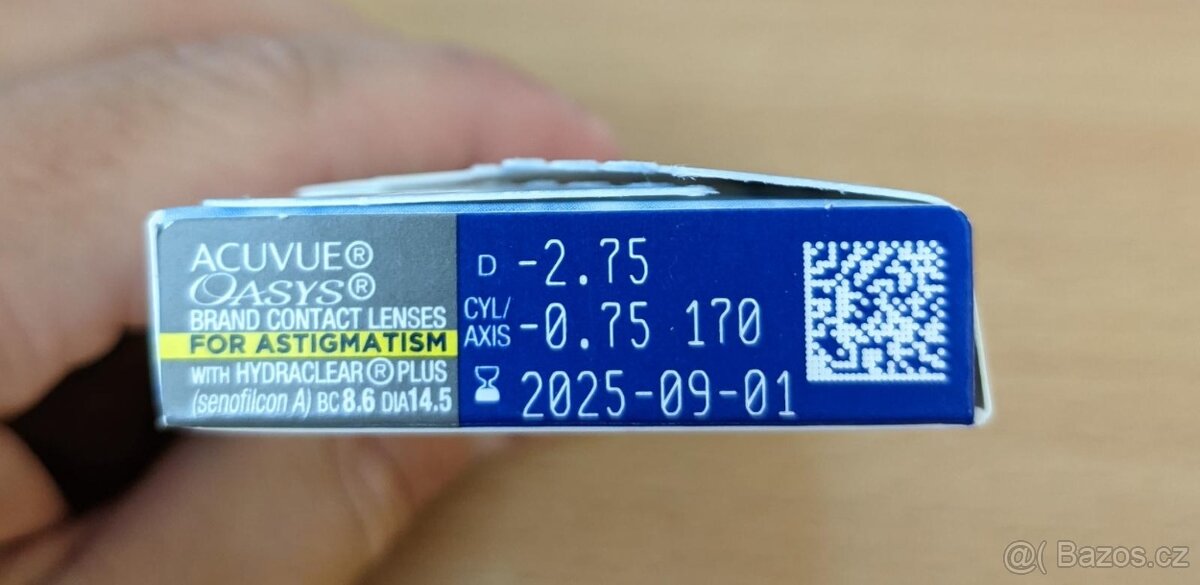 ACUVUE®
OASYS®
BRAND CONTACT LENSES
FOR ASTIGMATISM
WITH HYDRACLEAR® PLUS
(senofilcon A) BC 8.6 DIA 14.5
D -2.75
CYL/
AXIS -0.75 170
2025-09-01
@( Bazos.cz